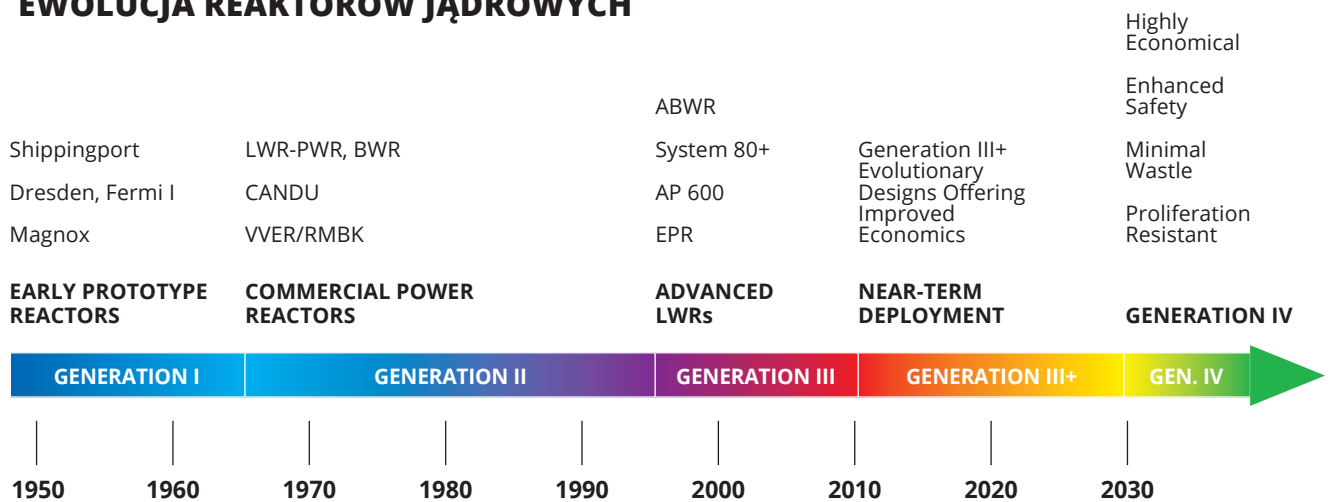 EWOLUCJA REAKTORÓW JĄDROWYCH
Shippingport
Dresden, Fermi I
Magnox
EARLY PROTOTYPE
REACTORS
LWR-PWR, BWR
CANDU
VVER/RMBK
COMMERCIAL POWER
REACTORS
ABWR
System 80+
AP 600
EPR
ADVANCED
LWRs
Generation III+
Evolutionary
Designs Offering
Improved
Economics
NEAR-TERM
DEPLOYMENT
Highly
Economical
Enhanced
Safety
Minimal
Wastle
Proliferation
Resistant
GENERATION IV
GENERATION I
GENERATION II
GENERATION III
GENERATION III+
GEN. IV
1950
1960
1970
1980
1990
2000
2010
2020
2030